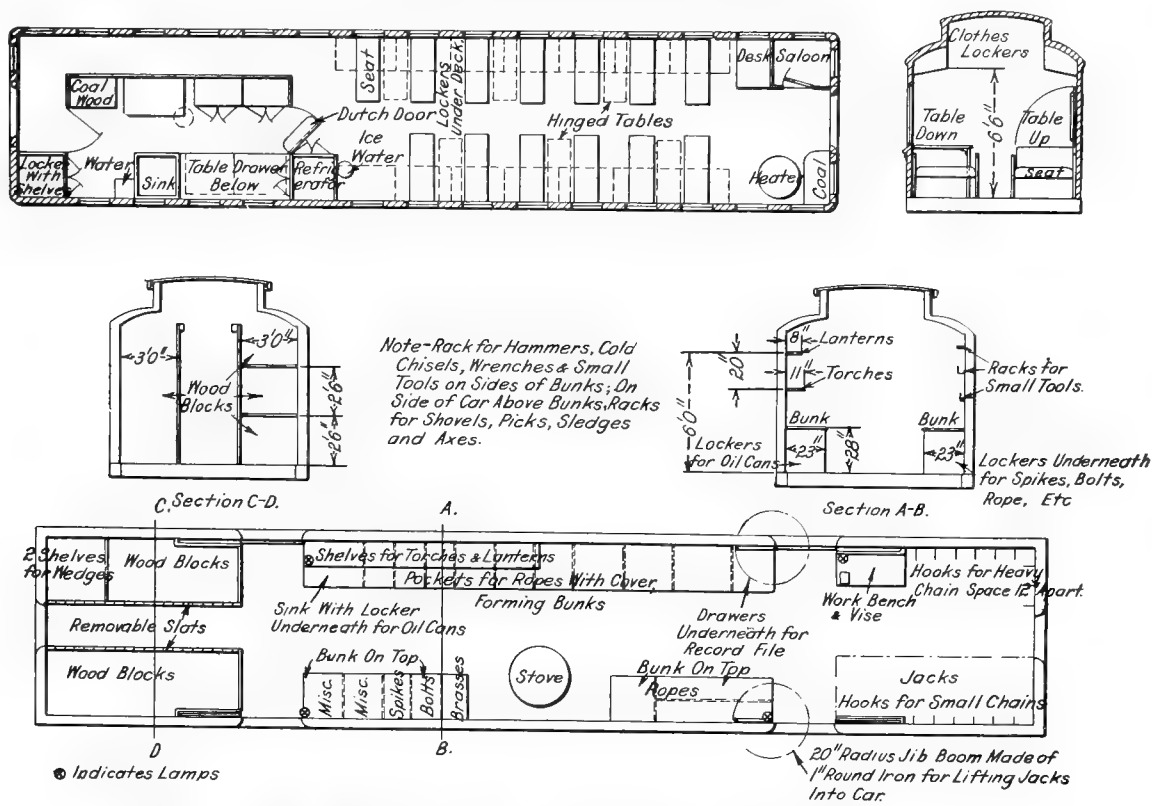 Coal
Wood
Locker
With
Shelves
Water
Sink
Table Drawer
Below
Refrig
erator
Dutch Door
Ice
Water
Seat
Lockers
Under Deck.
Hinged Tables
Desk
Saloon
Heater
Coal
Clothes
Lockers
6'6"
Table
Down
Table
Up
Seat
3'0"
3'0"
Wood
Blocks
2'6"
2'6"
Section C-D.
Note-Rack for Hammers, Cold
Chisels, Wrenches & Small
Tools on Sides of Bunks; On
Side of Car Above Bunks, Racks
for Shovels, Picks, Sledges
and Axes.
8"
Lanterns
20"
11"
Torches
6'0"
Racks for
Small Tools.
Bunk
Bunk
Lockers
for Oil Cans
23"
28"
23"
Lockers Underneath
for Spikes, Bolts,
Rope, Etc
Section A-B.
C.
A.
2 Shelves
for Wedges
Wood Blocks
Shelves for Torches & Lanterns
Pockets for Ropes With Cover
Forming Bunks
Sink With Locker
Underneath for Oil Cans
Removable Slats
Drawers
Underneath for
Record File
Work Bench
& Vise
Hooks for Heavy
Chain Space 12" Apart.
Wood Blocks
Bunk On Top
Misc.
Misc.
Spikes
Bolts
Brasses
Stove
Bunk On Top
Ropes
Jacks
Hooks for Small Chains
D
B.
Indicates Lamps
20" Radius Jib Boom Made of
1" Round Iron for Lifting Jacks
Into Car.